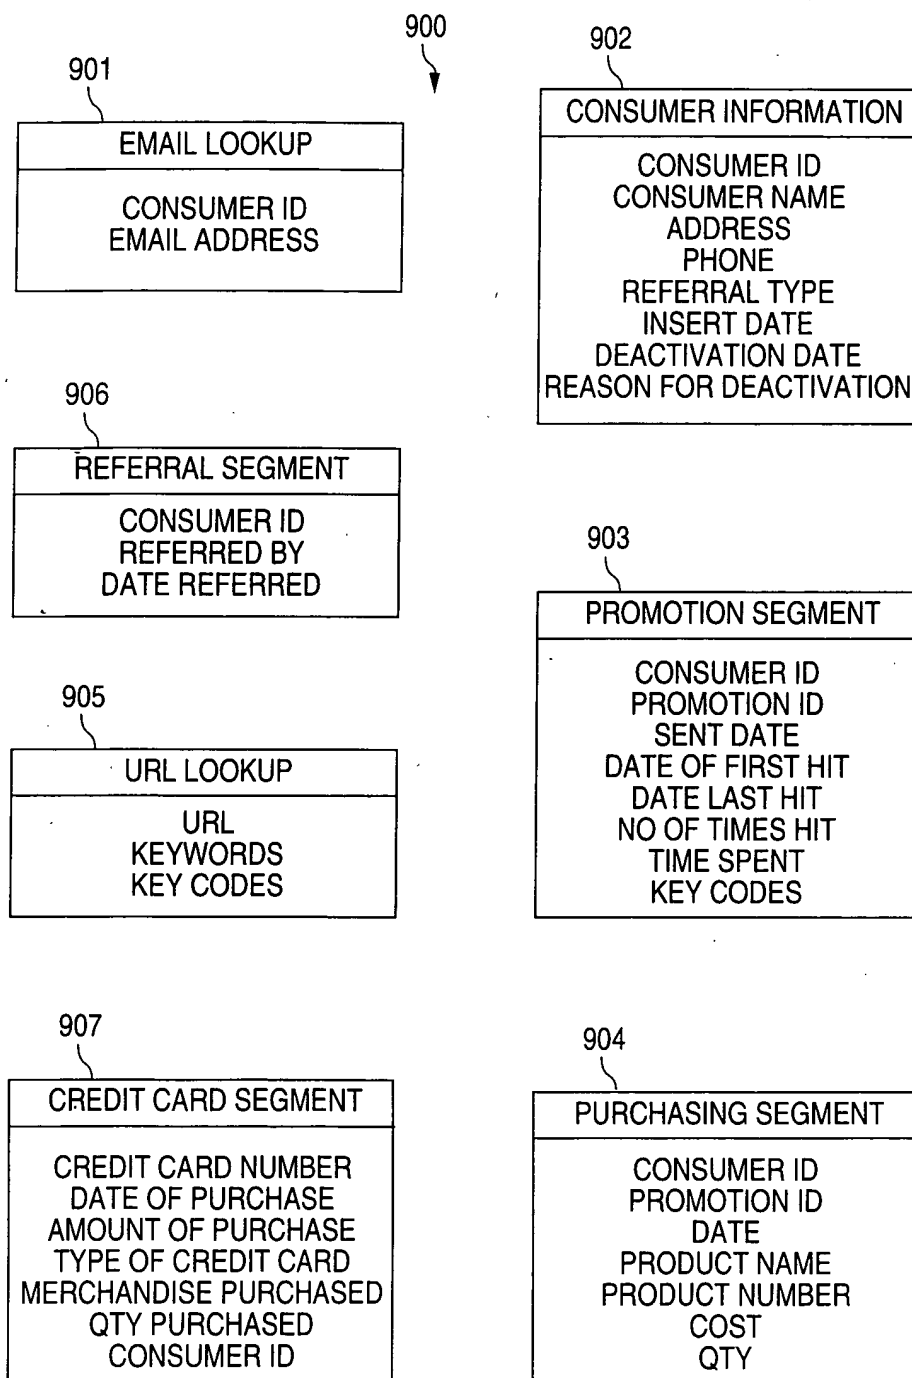 900
901
EMAIL LOOKUP
CONSUMER ID
EMAIL ADDRESS
902
CONSUMER INFORMATION
CONSUMER ID
CONSUMER NAME
ADDRESS
PHONE
REFERRAL TYPE
INSERT DATE
DEACTIVATION DATE
REASON FOR DEACTIVATION
906
REFERRAL SEGMENT
CONSUMER ID
REFERRED BY
DATE REFERRED
903
PROMOTION SEGMENT
CONSUMER ID
PROMOTION ID
SENT DATE
DATE OF FIRST HIT
DATE LAST HIT
NO OF TIMES HIT
TIME SPENT
KEY CODES
905
URL LOOKUP
URL
KEYWORDS
KEY CODES
907
CREDIT CARD SEGMENT
CREDIT CARD NUMBER
DATE OF PURCHASE
AMOUNT OF PURCHASE
TYPE OF CREDIT CARD
MERCHANDISE PURCHASED
QTY PURCHASED
CONSUMER ID
904
PURCHASING SEGMENT
CONSUMER ID
PROMOTION ID
DATE
PRODUCT NAME
PRODUCT NUMBER
COST
QTY